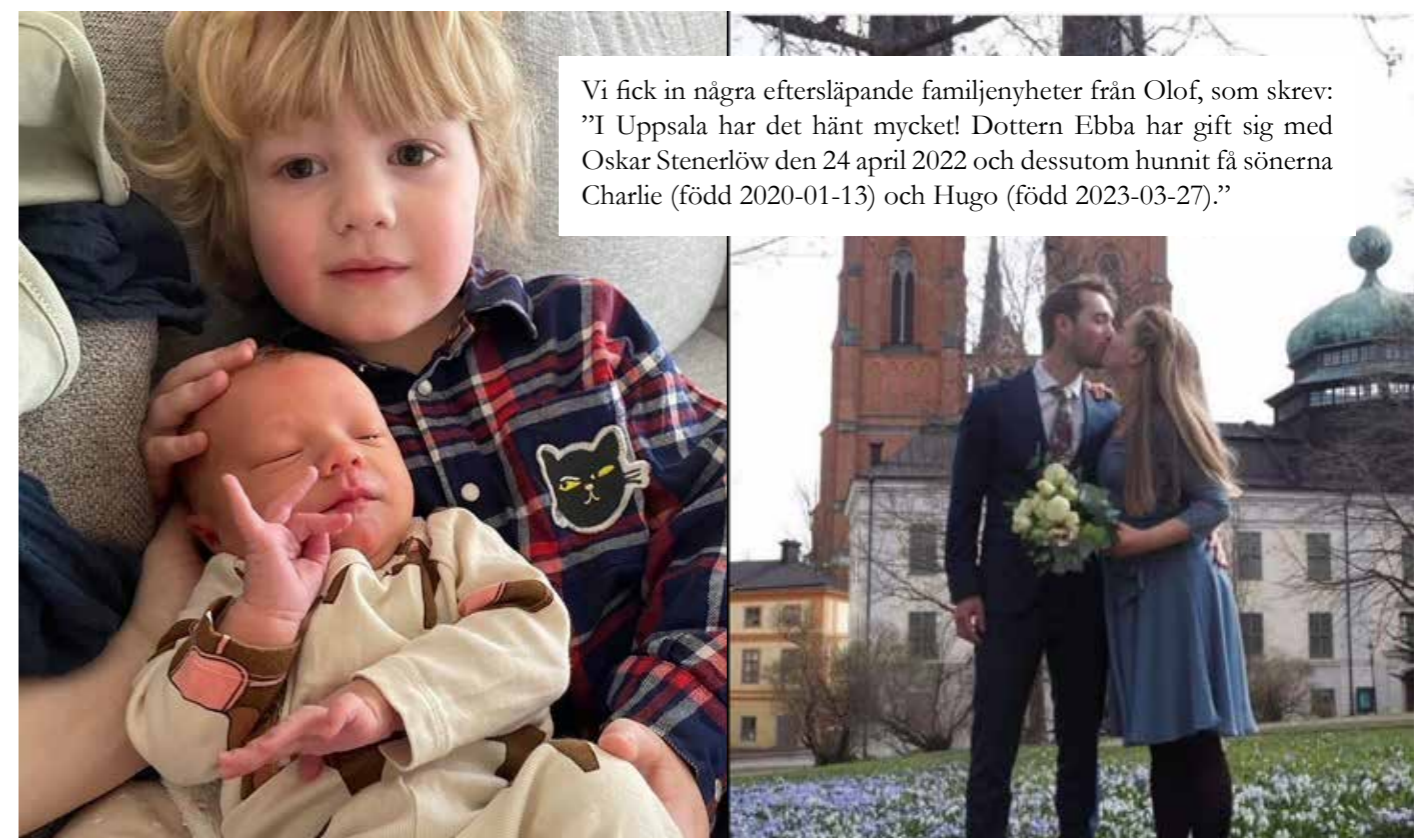 Vi fick in några eftersläpande familjenyheter från Olof, som skrev:
”I Uppsala har det hänt mycket! Dottern Ebba har gift sig med
Oskar Stenerlöw den 24 april 2022 och dessutom hunnit få sönerna
Charlie (född 2020-01-13) och Hugo (född 2023-03-27).”